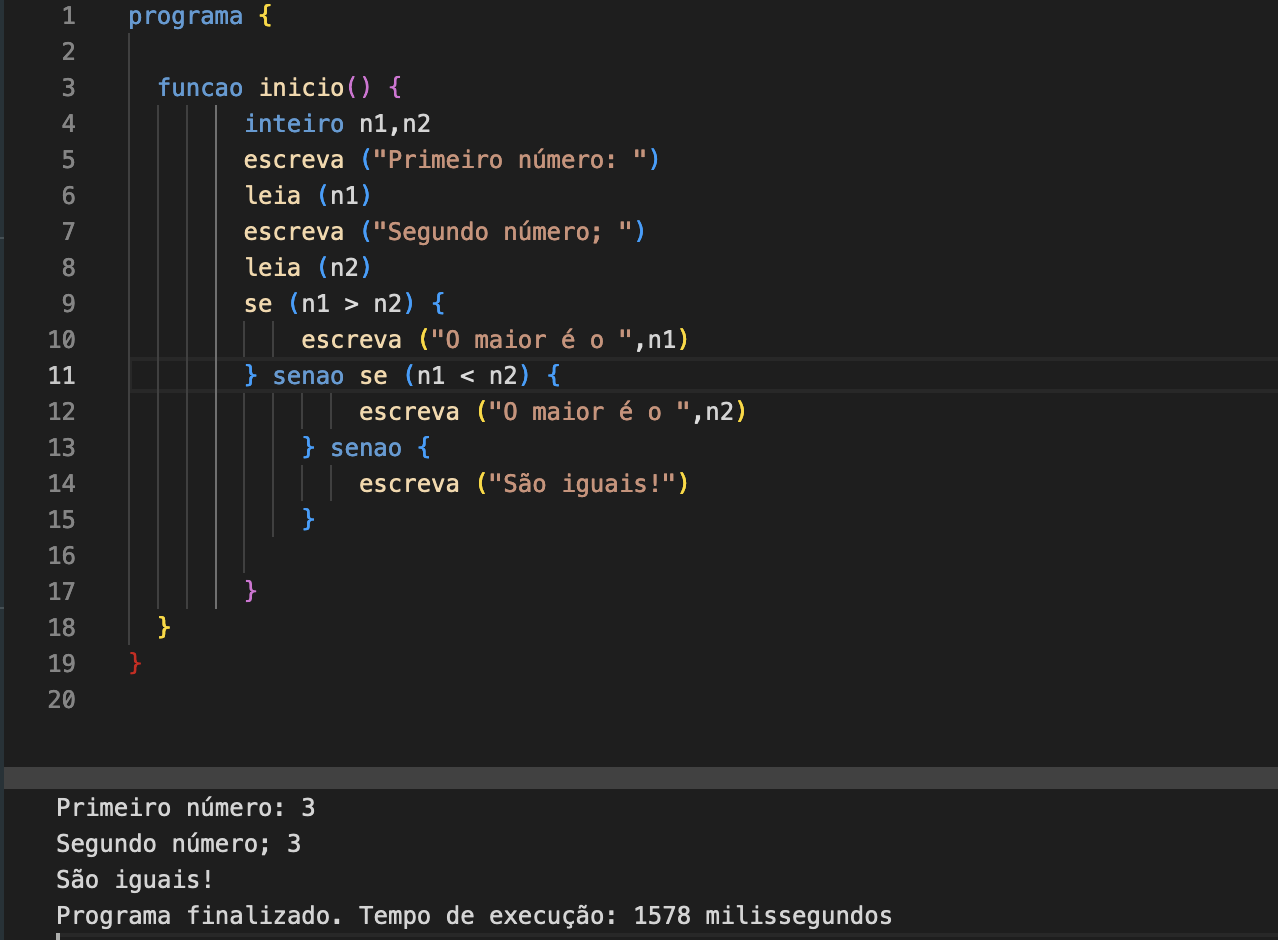 1 programa {
2
3 funcao inicio() {
4 inteiro n1,n2
5 escreva ("Primeiro número: ")
6 leia (n1)
7 escreva ("Segundo número; ")
8 leia (n2)
9 se (n1 > n2) {
10 escreva ("O maior é o ",n1)
11 } senao se (n1 < n2) {
12 escreva ("O maior é o ",n2)
13 } senao {
14 escreva ("São iguais!")
15 }
16
17 }
18 }
19 }
20
Primeiro número: 3
Segundo número; 3
São iguais!
Programa finalizado. Tempo de execução: 1578 milissegundos